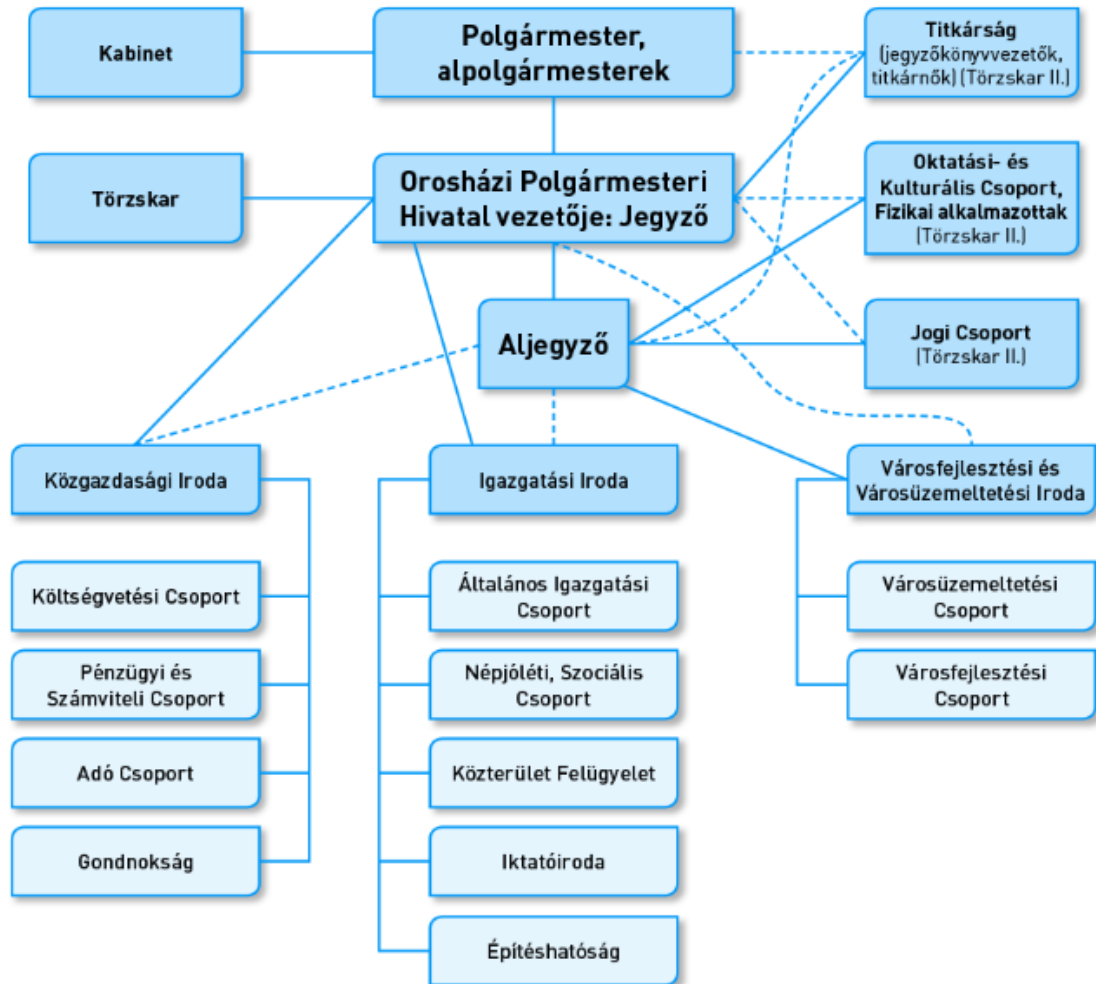 Kabinet
Polgármester,
alpolgármesterek
Titkárság
(jegyzőkönyvvezetők,
titkárnők) (Törzskar II.)
Törzskar
Orosházi Polgármesteri
Hivatal vezetője: Jegyző
Oktatási- és
Kulturális Csoport,
Fizikai alkalmazottak
(Törzskar II.)
Aljegyző
Jogi Csoport
(Törzskar II.)
Közgazdasági Iroda
Igazgatási Iroda
Városfejlesztési és
Városüzemeltetési Iroda
Költségvetési Csoport
Pénzügyi és
Számviteli Csoport
Adó Csoport
Gondnokság
Általános Igazgatási
Csoport
Népjóléti, Szociális
Csoport
Közterület Felügyelet
Iktatóiroda
Építéshatóság
Városüzemeltetési
Csoport
Városfejlesztési
Csoport